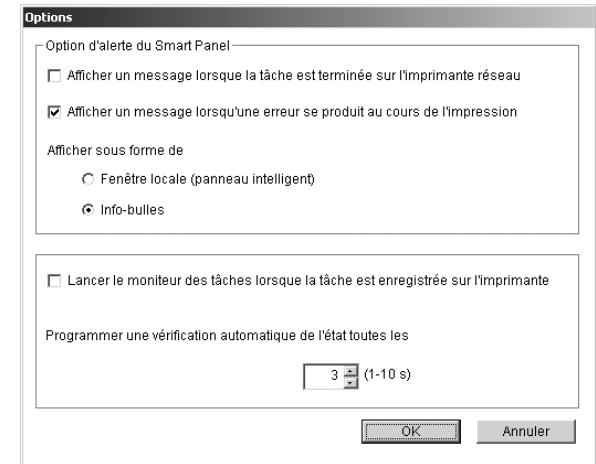 Options
Option d'alerte du Smart Panel
Afficher un message lorsque la tâche est terminée sur l'imprimante réseau
Afficher un message lorsqu'une erreur se produit au cours de l'impression
Afficher sous forme de
Fenêtre locale (panneau intelligent)
Info-bulles
Lancer le moniteur des tâches lorsque la tâche est enregistrée sur l'imprimante
Programmer une vérification automatique de l'état toutes les
3 (1-10 s)
OK Annuler